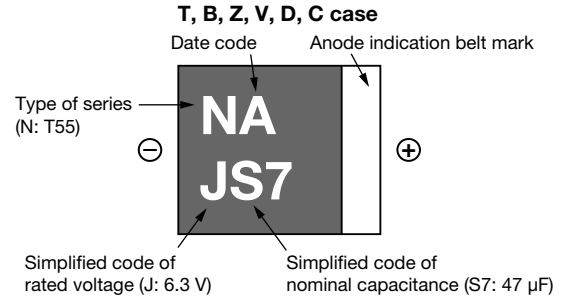 T, B, Z, V, D, C case
Date code
Anode indication belt mark
Type of series
(N: T55)
NA
JS7
⊖
⊕
Simplified code of
rated voltage (J: 6.3 V)
Simplified code of
nominal capacitance (S7: 47 μF)